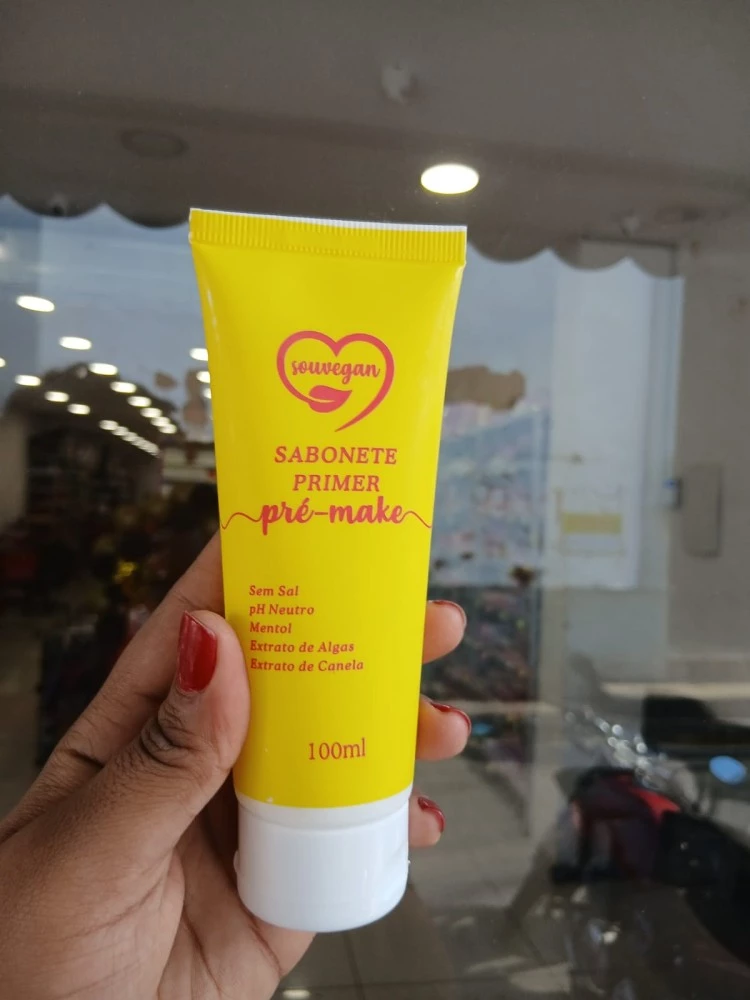 souvegan
SABONETE
PRIMER
pré-make
Sem Sal
pH Neutro
Mentol
Extrato de Algas
Extrato de Canela
100ml